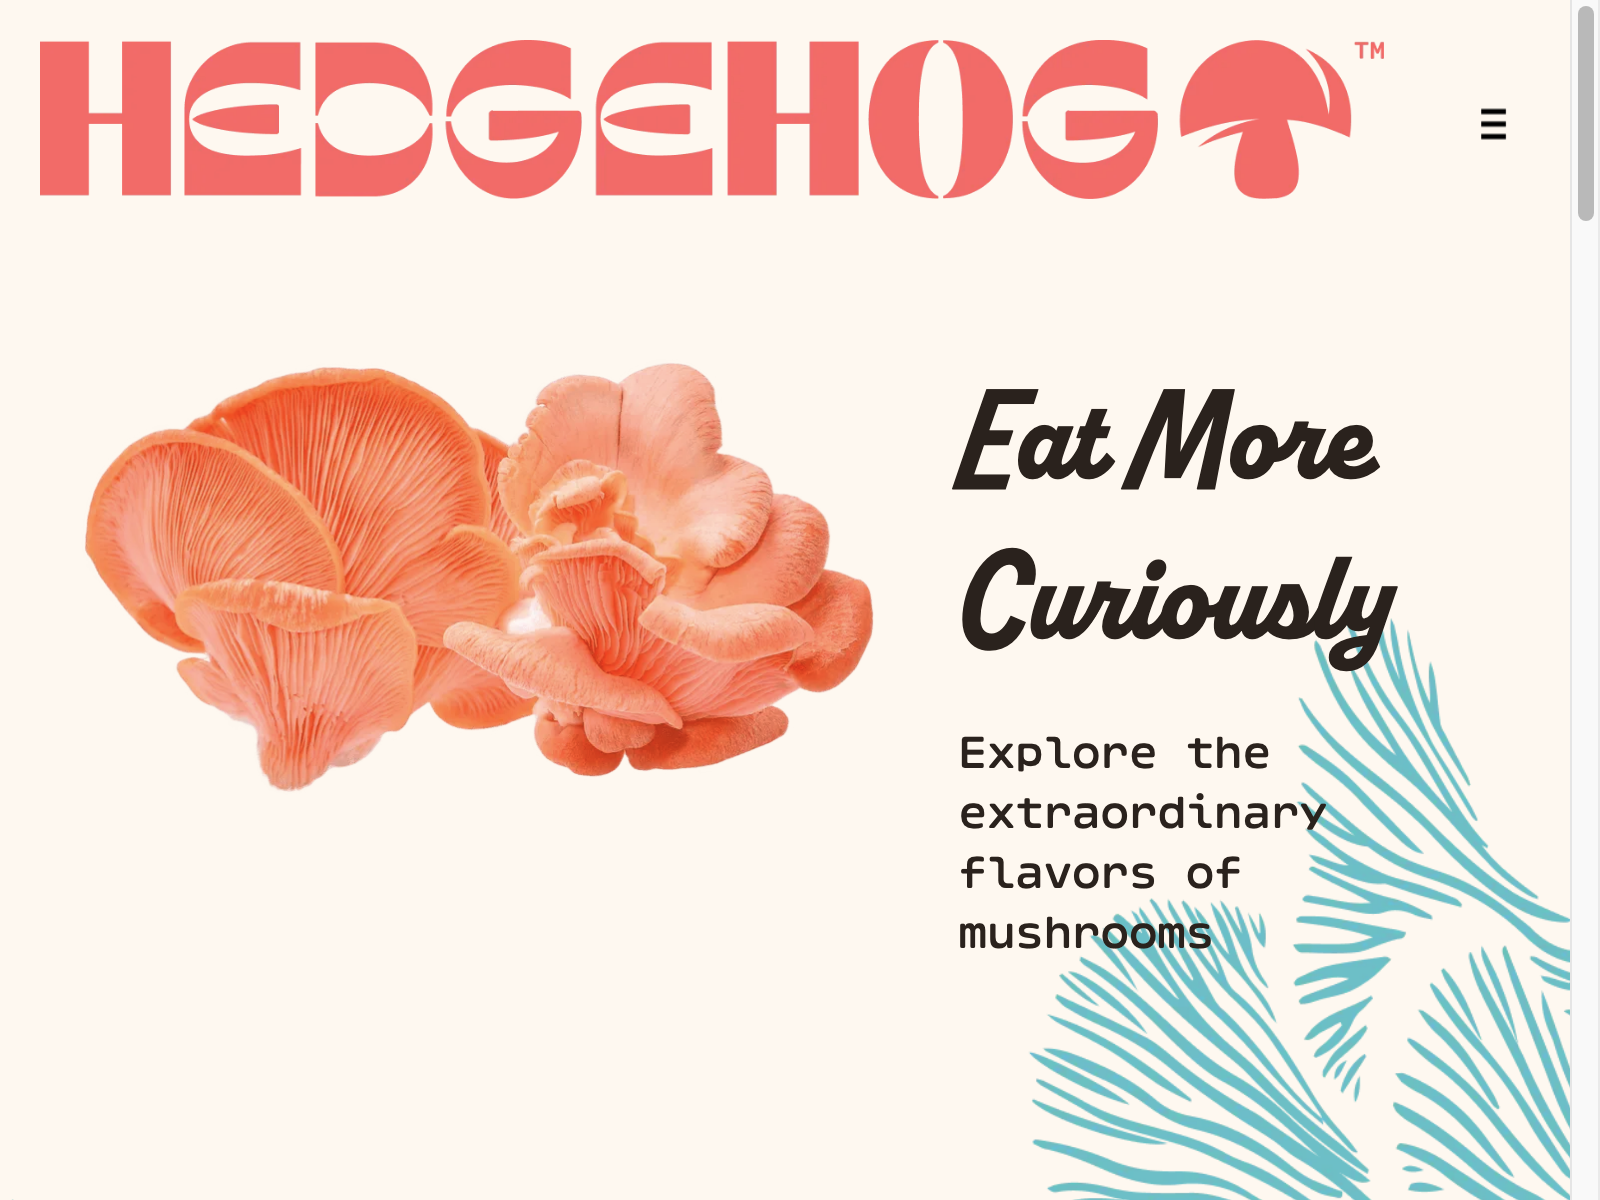 HEDGEHOG™
Eat More
Curiously
Explore the
extraordinary
flavors of
mushrooms